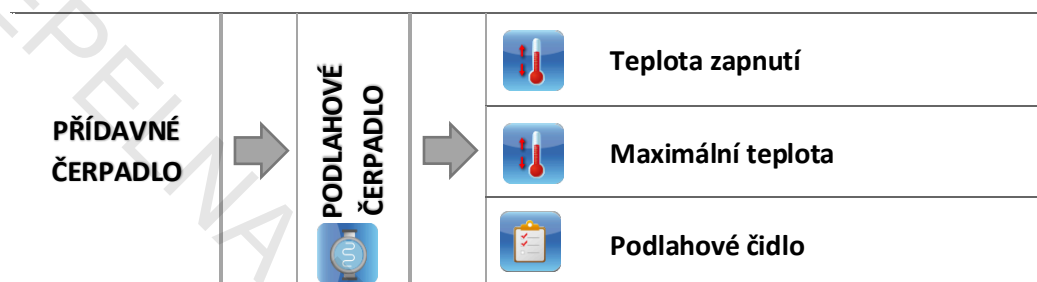 PŘÍDAVNÉ
ČERPADLO
PODLAHOVÉ
ČERPADLO
Teplota zapnutí
Maximální teplota
Podlahové čidlo